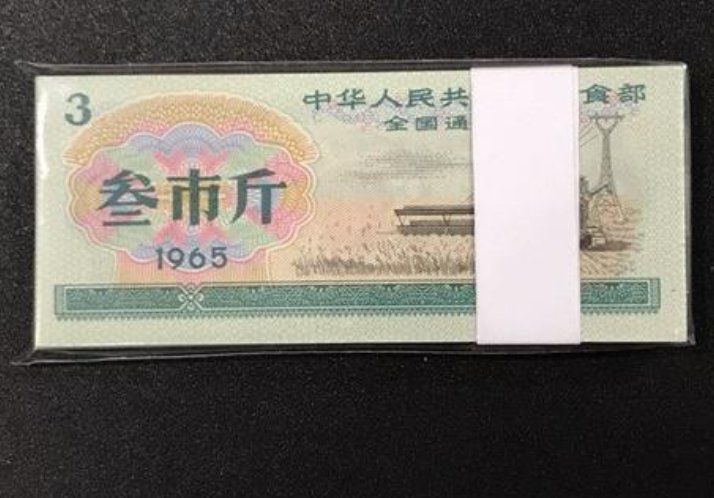 3
中华人民共 食部
全国通
叁市斤
1965